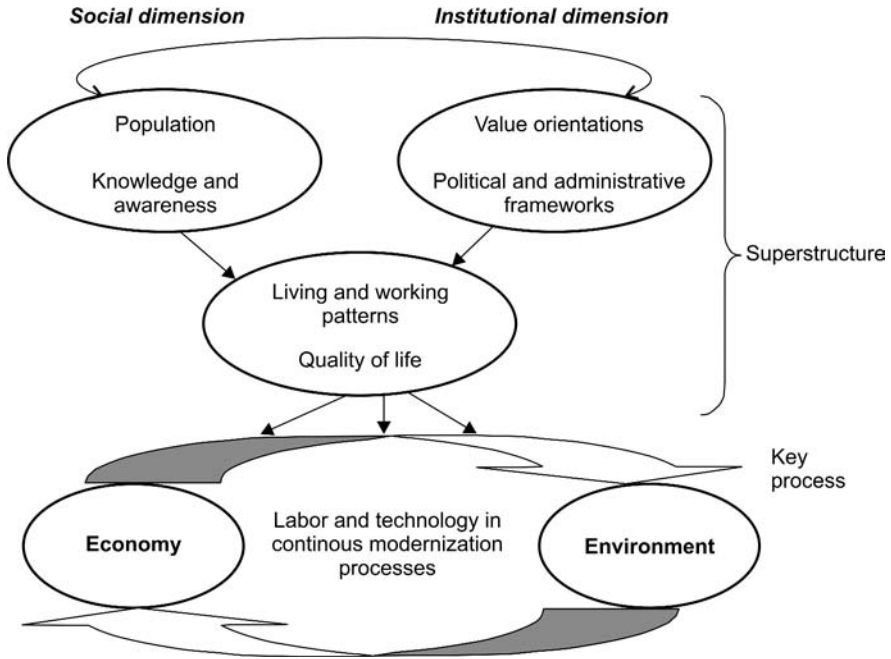 Social dimension
Institutional dimension
Population
Knowledge and
awareness
Value orientations
Political and administrative
frameworks
Superstructure
Living and working
patterns
Quality of life
Key
process
Economy
Labor and technology in
continous modernization
processes
Environment